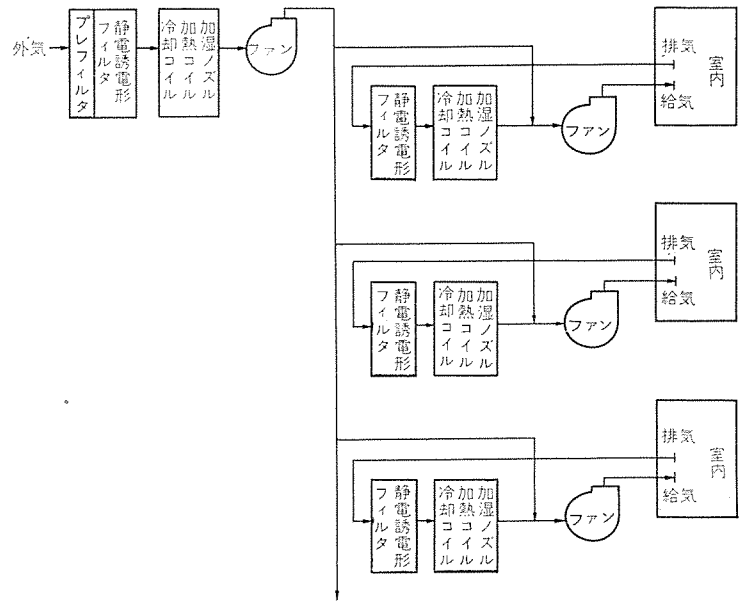 外気
プレフィルタ
静電誘電形
フィルタ
加湿ノズル
加熱コイル
冷却コイル
ファン
排気
給気
室内
静電誘電形
フィルタ
加湿ノズル
加熱コイル
冷却コイル
ファン
排気
給気
室内
静電誘電形
フィルタ
加湿ノズル
加熱コイル
冷却コイル
ファン
排気
給気
室内
静電誘電形
フィルタ
加湿ノズル
加熱コイル
冷却コイル
ファン